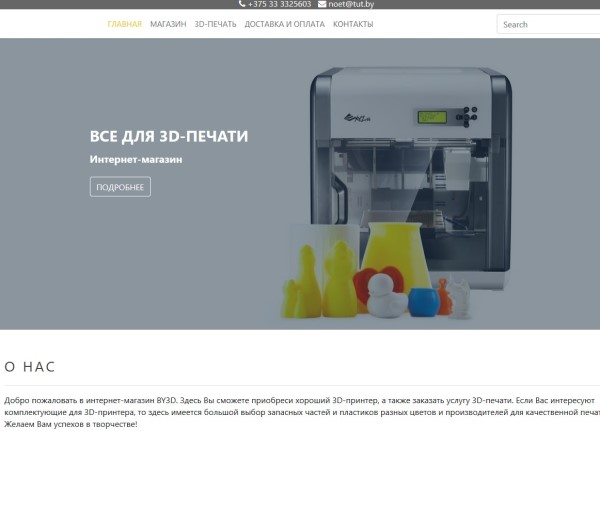 +375 33 3325603 noet@tut.by
ГЛАВНАЯ МАГАЗИН 3D-ПЕЧАТЬ ДОСТАВКА И ОПЛАТА КОНТАКТЫ Search
ВСЕ ДЛЯ 3D-ПЕЧАТИ
Интернет-магазин
ПОДРОБНЕЕ
О НАС
Добро пожаловать в интернет-магазин BY3D. Здесь Вы сможете приобреси хороший 3D-принтер, а также заказать услугу 3D-печати. Если Вас интересуют
комплектующие для 3D-принтера, то здесь имеется большой выбор запасных частей и пластиков разных цветов и производителей для качественной печат
Желаем Вам успехов в творчестве!